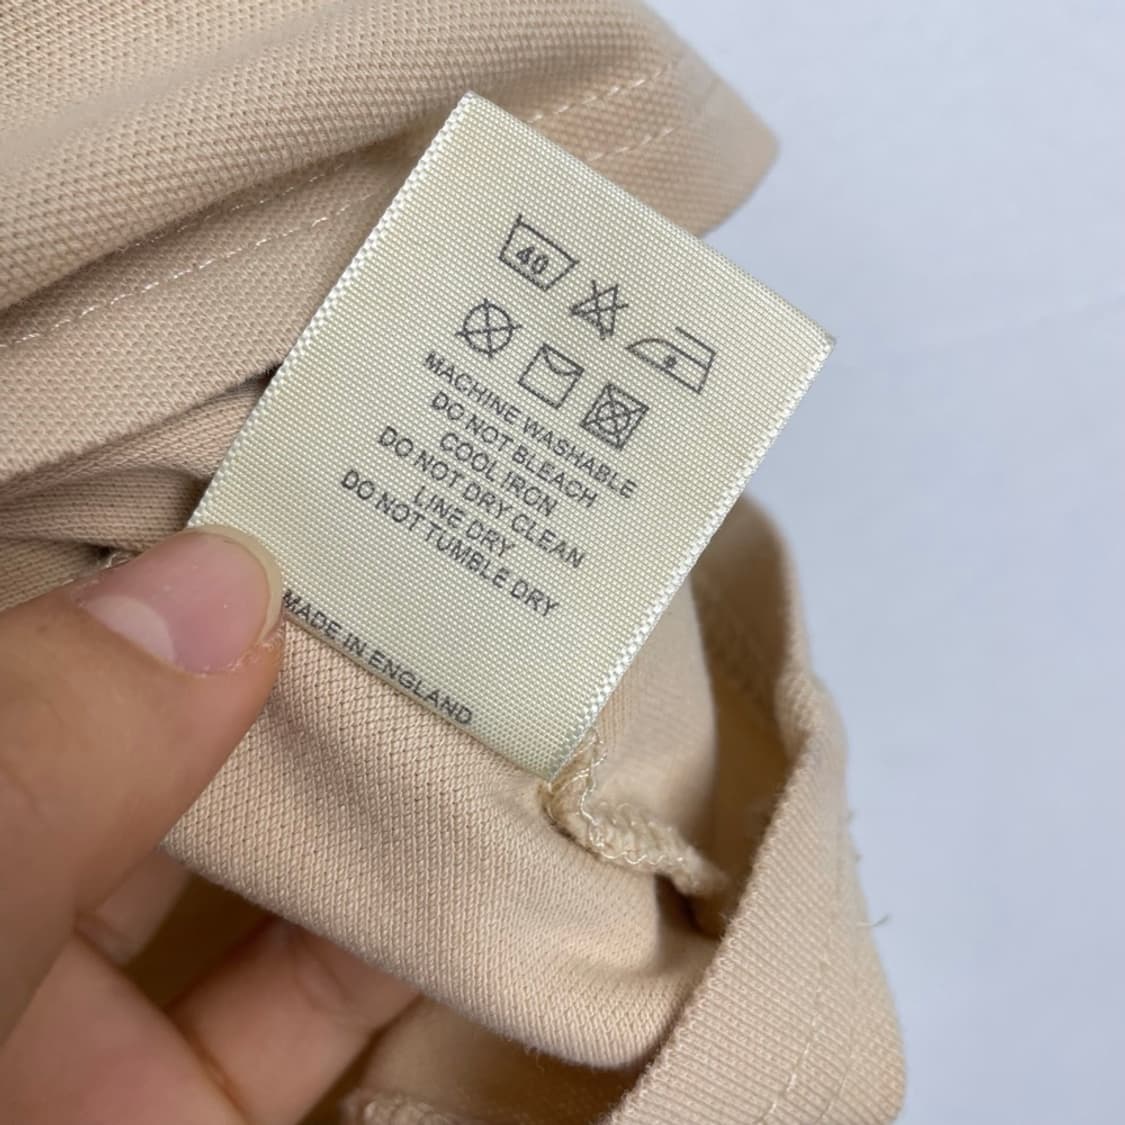 40
MACHINE WASHABLE
DO NOT BLEACH
COOL IRON
DO NOT DRY CLEAN
LINE DRY
DO NOT TUMBLE DRY
MADE IN ENGLAND